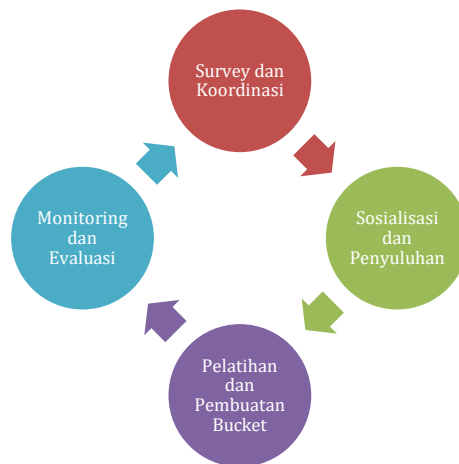 Survey dan
Koordinasi
Sosialisasi
dan
Penyuluhan
Pelatihan
dan
Pembuatan
Bucket
Monitoring
dan
Evaluasi